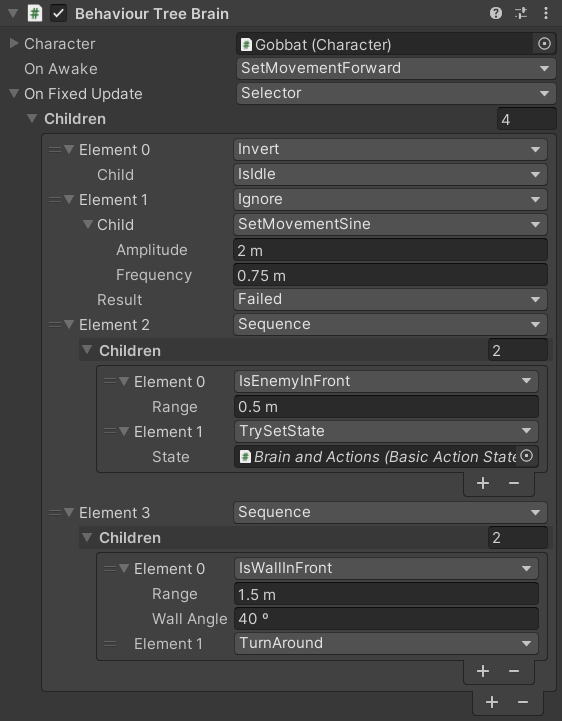 Behaviour Tree Brain
Character Gobbat (Character)
On Awake SetMovementForward
On Fixed Update Selector
Children 4
Element 0 Invert
Child IsIdle
Element 1 Ignore
Child SetMovementSine
Amplitude 2 m
Frequency 0.75 m
Result Failed
Element 2 Sequence
Children 2
Element 0 IsEnemyInFront
Range 0.5 m
Element 1 TrySetState
State Brain and Actions (Basic Action State
+ −
Element 3 Sequence
Children 2
Element 0 IsWallInFront
Range 1.5 m
Wall Angle 40 º
Element 1 TurnAround
+ −
+ −